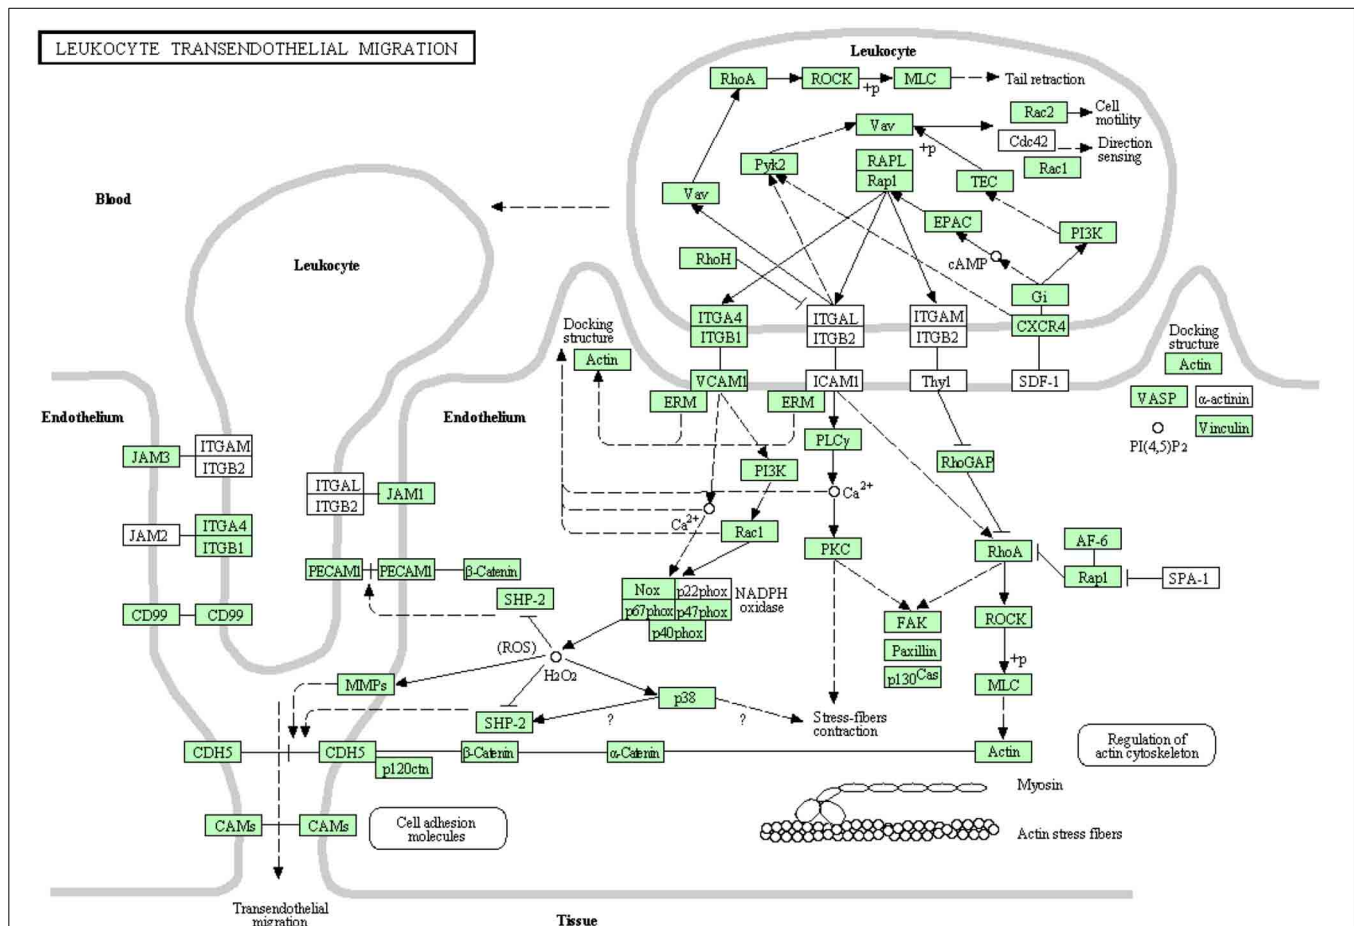 LEUKOCYTE TRANSENDOTHELIAL MIGRATION
Leukocyte
RhoA
ROCK
+p
MLC
Tail retraction
Rac2
Cell
motility
Vav
Cdc42
Direction
sensing
+p
Rac1
Pyk2
RAPL
Rap1
TEC
Vav
Blood
EPAC
PI3K
RhoH
cAMP
Leukocyte
Gi
ITGA4
ITGB1
ITGAL
ITGB2
ITGAM
ITGB2
CXCR4
Docking
structure
Actin
Docking
structure
Actin
VCAM1
ICAM1
Thy1
SDF-1
ERM
ERM
VASP
α-actinin
PI(4,5)P2
Vinculin
Endothelium
Endothelium
PLCγ
JAM3
ITGAM
ITGB2
PI3K
RhoGAP
ITGAL
ITGB2
JAM1
Ca2+
Ca2+
JAM2
ITGA4
ITGB1
Rac1
PKC
RhoA
AF-6
Rap1
SPA-1
PECAM1
PECAM1
β-Catenin
SHP-2
Nox
p22phox
p67phox
p47phox
p40phox
NADPH
oxidase
CD99
CD99
FAK
Paxillin
p130Cas
ROCK
+p
MLC
(ROS)
H2O2
MMPs
p38
SHP-2
?
?
Stress-fibers
contraction
CDH5
CDH5
p120ctn
β-Catenin
α-Catenin
Actin
Regulation of
actin cytoskeleton
Myosin
CAMs
CAMs
Cell adhesion
molecules
Actin stress fibers
Transendothelial
migration
Tissue